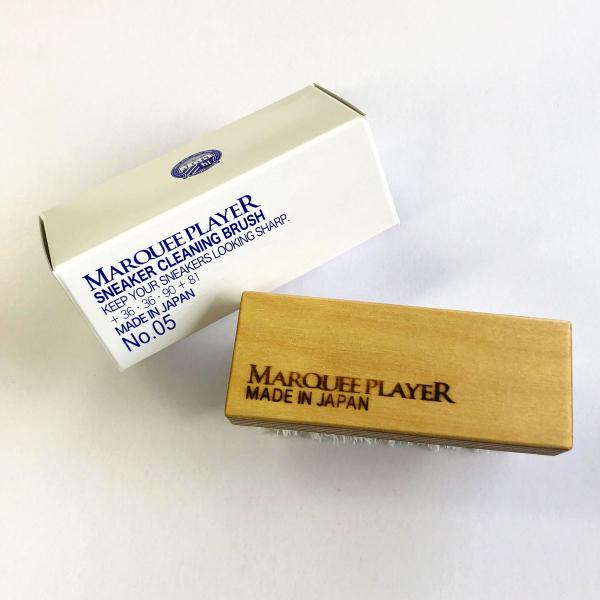 MARQUEE PLAYER
SNEAKER CLEANING BRUSH
KEEP YOUR SNEAKERS LOOKING SHARP.
+ 36 : 36 : 90 + 81
MADE IN JAPAN
No.05
MARQUEE PLAYER
MADE IN JAPAN